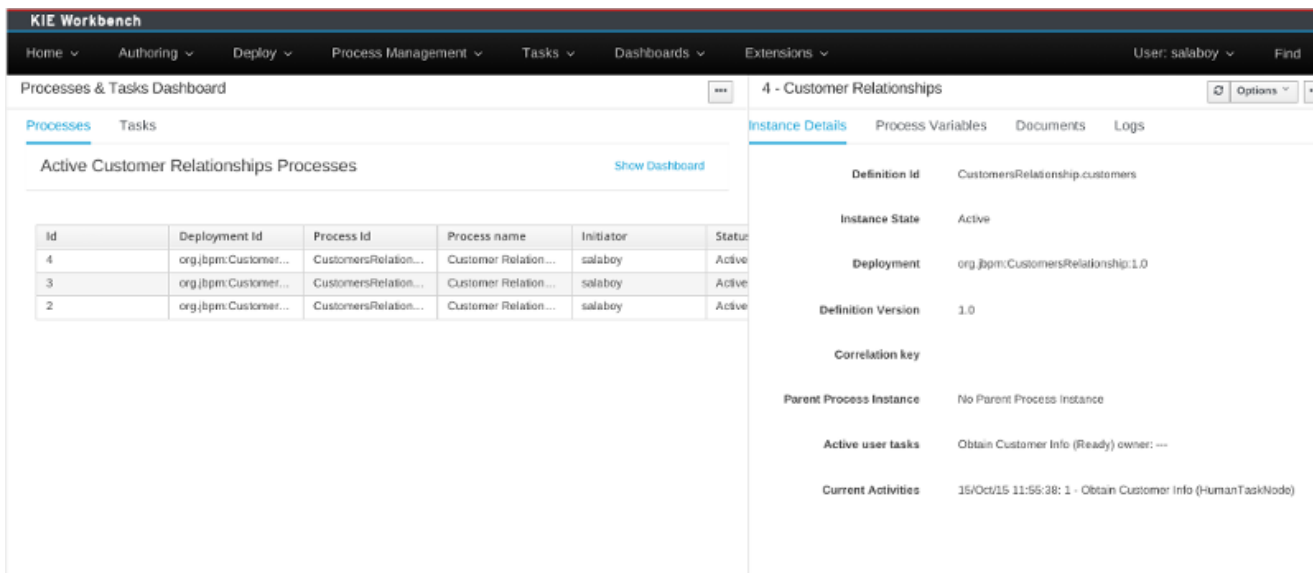 KIE Workbench
Home Authoring Deploy Process Management Tasks Dashboards Extensions User: salaboy Find
Processes & Tasks Dashboard
Processes Tasks
Active Customer Relationships Processes Show Dashboard
Id Deployment Id Process Id Process name Initiator Status
4 org.jbpm:Customer... CustomersRelation... Customer Relation... salaboy Active
3 org.jbpm:Customer... CustomersRelation... Customer Relation... salaboy Active
2 org.jbpm:Customer... CustomersRelation... Customer Relation... salaboy Active
4 - Customer Relationships Options
Instance Details Process Variables Documents Logs
Definition Id CustomersRelationship.customers
Instance State Active
Deployment org.jbpm:CustomersRelationship:1.0
Definition Version 1.0
Correlation key
Parent Process Instance No Parent Process Instance
Active user tasks Obtain Customer Info (Ready) owner: ---
Current Activities 15/Oct/15 11:55:38: 1 - Obtain Customer Info (HumanTaskNode)